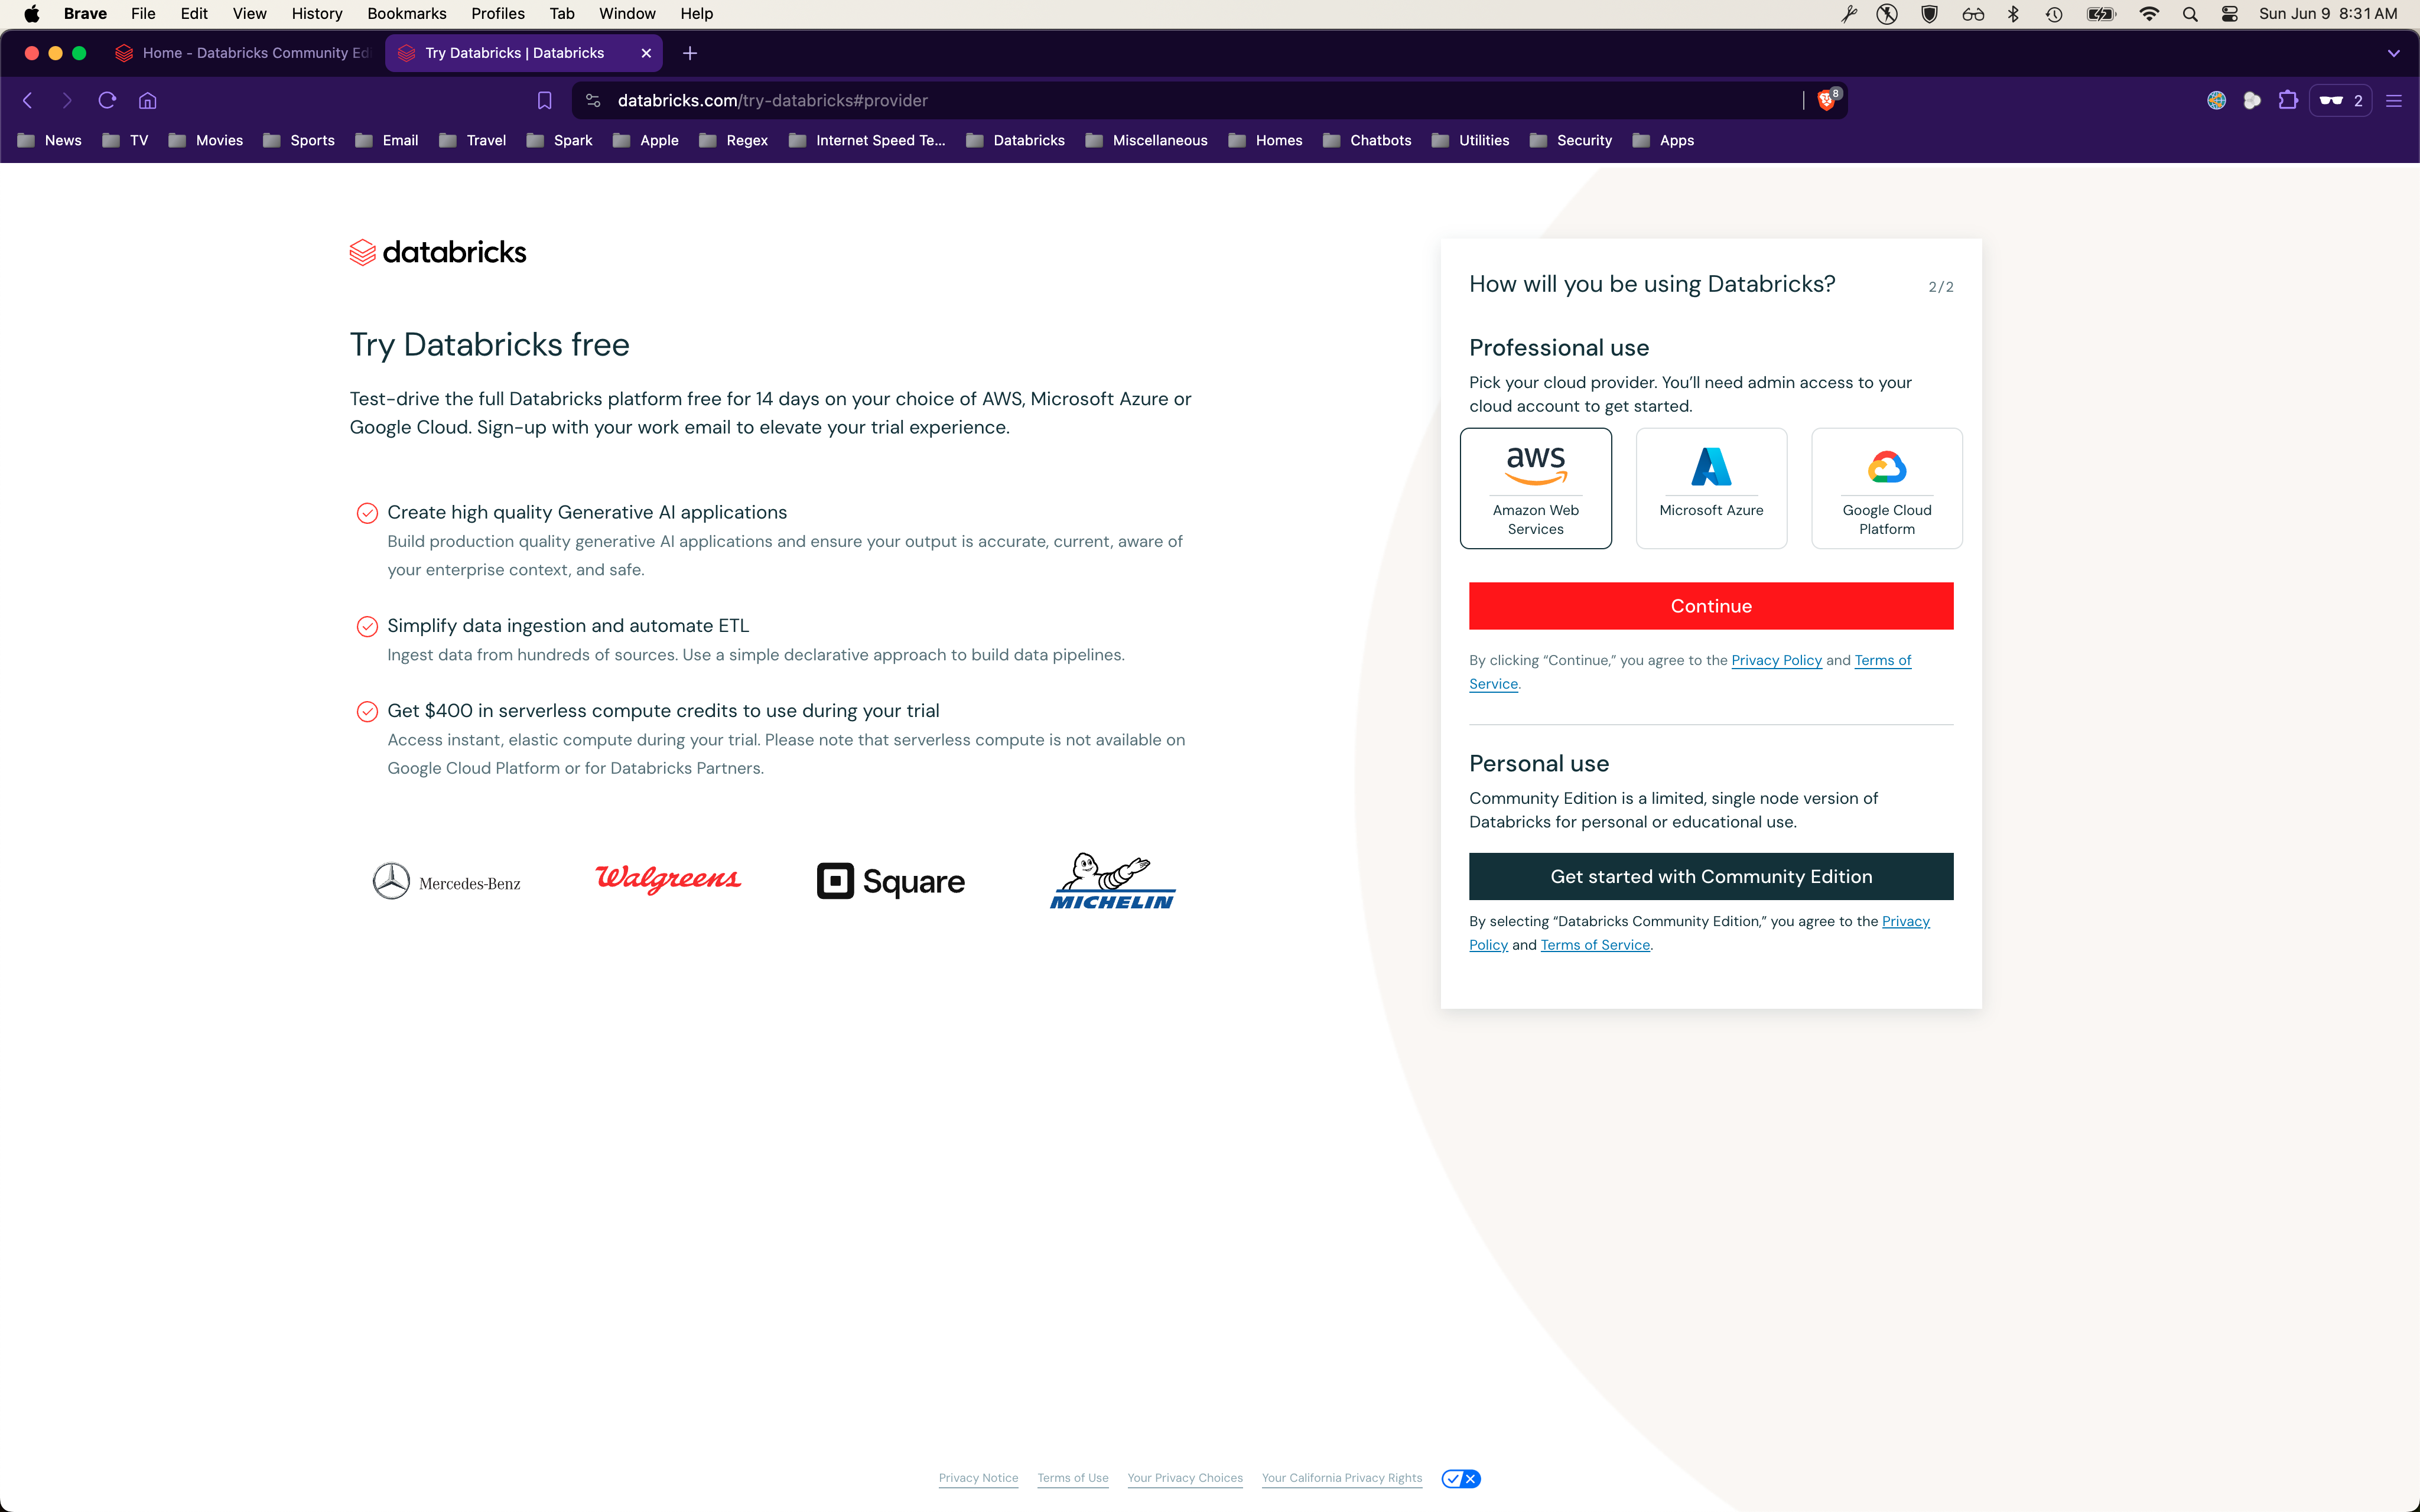 Brave File Edit View History Bookmarks Profiles Tab Window Help Sun Jun 9 8:31 AM
Home - Databricks Community Ed Try Databricks | Databricks
databricks.com/try-databricks#provider 8 2
News TV Movies Sports Email Travel Spark Apple Regex Internet Speed Te... Databricks Miscellaneous Homes Chatbots Utilities Security Apps
databricks
Try Databricks free
Test-drive the full Databricks platform free for 14 days on your choice of AWS, Microsoft Azure or
Google Cloud. Sign-up with your work email to elevate your trial experience.
Create high quality Generative AI applications
Build production quality generative AI applications and ensure your output is accurate, current, aware of
your enterprise context, and safe.
Simplify data ingestion and automate ETL
Ingest data from hundreds of sources. Use a simple declarative approach to build data pipelines.
Get $400 in serverless compute credits to use during your trial
Access instant, elastic compute during your trial. Please note that serverless compute is not available on
Google Cloud Platform or for Databricks Partners.
Mercedes-Benz Walgreens Square MICHELIN
How will you be using Databricks? 2/2
Professional use
Pick your cloud provider. You’ll need admin access to your
cloud account to get started.
aws
Amazon Web
Services
Microsoft Azure
Google Cloud
Platform
Continue
By clicking “Continue,” you agree to the Privacy Policy and Terms of
Service.
Personal use
Community Edition is a limited, single node version of
Databricks for personal or educational use.
Get started with Community Edition
By selecting “Databricks Community Edition,” you agree to the Privacy
Policy and Terms of Service.
Privacy Notice Terms of Use Your Privacy Choices Your California Privacy Rights